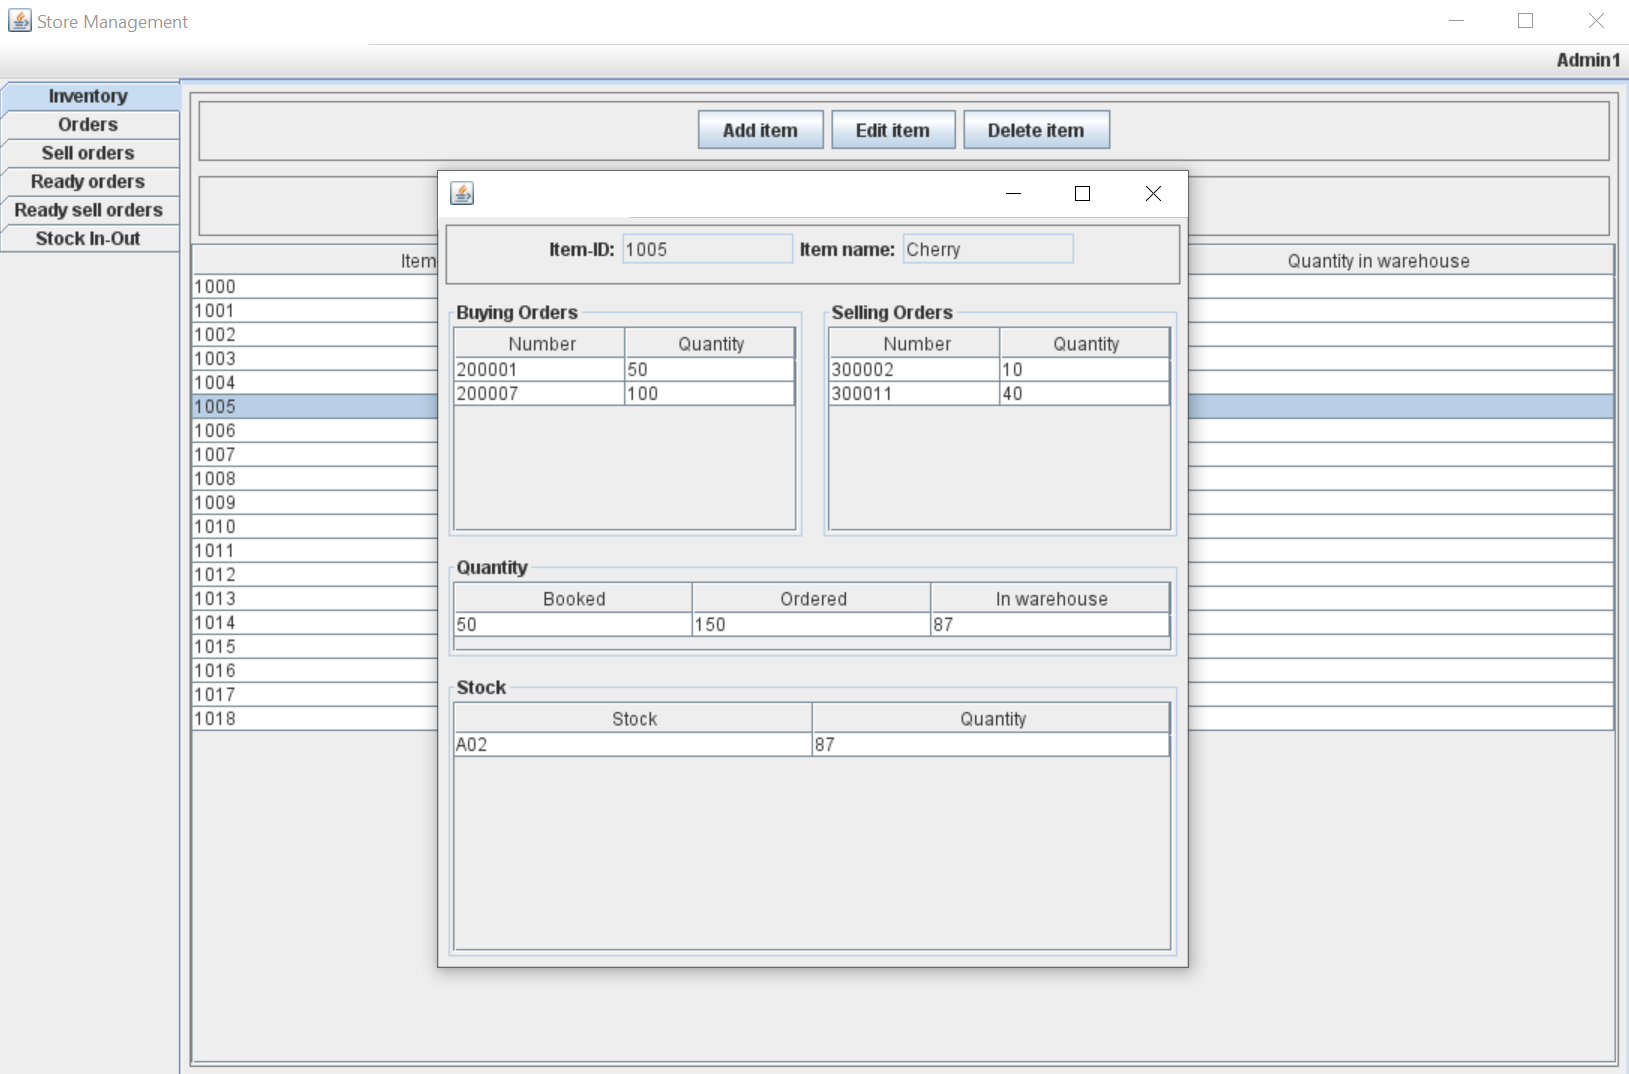 Store Management
Admin1
Inventory
Orders
Sell orders
Ready orders
Ready sell orders
Stock In-Out
Add item Edit item Delete item
Item Quantity in warehouse
1000
1001
1002
1003
1004
1005
1006
1007
1008
1009
1010
1011
1012
1013
1014
1015
1016
1017
1018
Item-ID: 1005 Item name: Cherry
Buying Orders
Number Quantity
200001 50
200007 100
Selling Orders
Number Quantity
300002 10
300011 40
Quantity
Booked Ordered In warehouse
50 150 87
Stock
Stock Quantity
A02 87